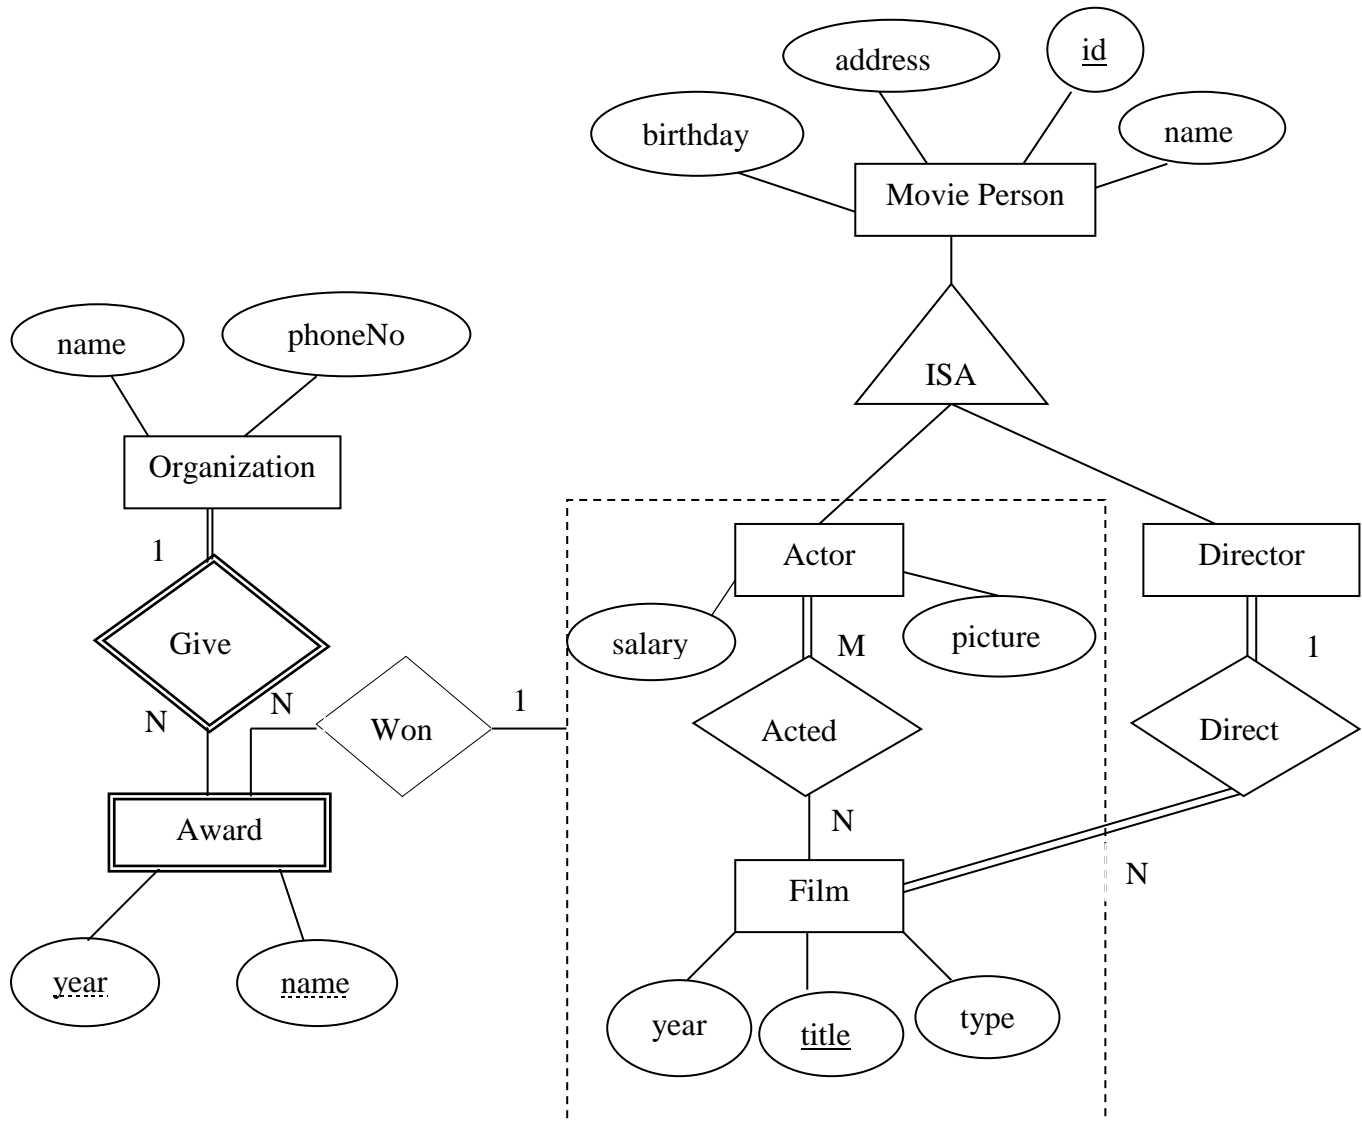 address
id
birthday
name
Movie Person
name
phoneNo
ISA
Organization
1
Actor
Director
Give
salary
M
picture
1
N
N
Won
1
Acted
Direct
Award
N
Film
N
year
name
year
title
type